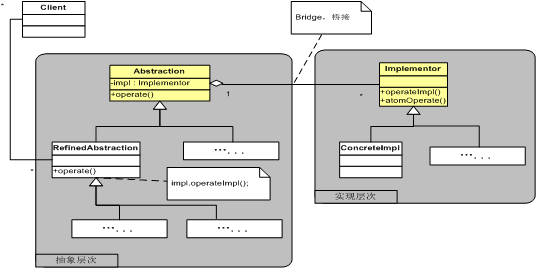 *
Client
Bridge, 桥接
Abstraction
-impl : Implementor
+operate()
1
*
Implementor
+operateImpl()
+atomOperate()
RefinedAbstraction
+operate()
*
......
impl.operateImpl();
......
......
ConcreteImpl
......
实现层次
抽象层次